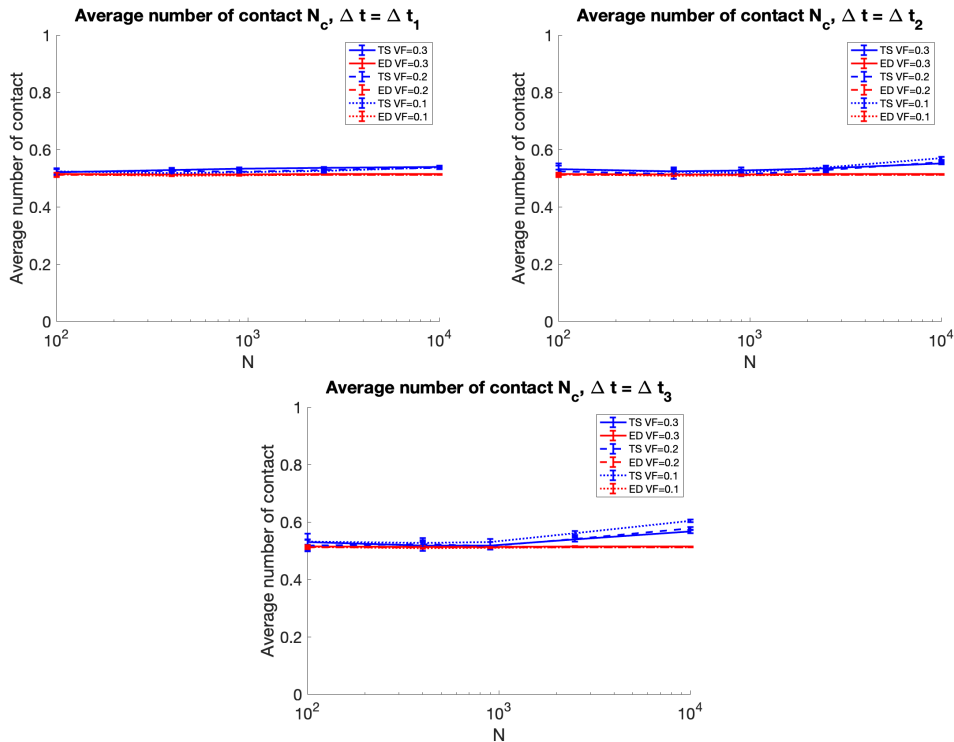 Average number of contact N_c, Δ t = Δ t_1
1
0.8
0.6
0.4
0.2
0
Average number of contact
10^2
10^3
10^4
N
TS VF=0.3
ED VF=0.3
TS VF=0.2
ED VF=0.2
TS VF=0.1
ED VF=0.1
Average number of contact N_c, Δ t = Δ t_2
1
0.8
0.6
0.4
0.2
0
Average number of contact
10^2
10^3
10^4
N
TS VF=0.3
ED VF=0.3
TS VF=0.2
ED VF=0.2
TS VF=0.1
ED VF=0.1
Average number of contact N_c, Δ t = Δ t_3
1
0.8
0.6
0.4
0.2
0
Average number of contact
10^2
10^3
10^4
N
TS VF=0.3
ED VF=0.3
TS VF=0.2
ED VF=0.2
TS VF=0.1
ED VF=0.1